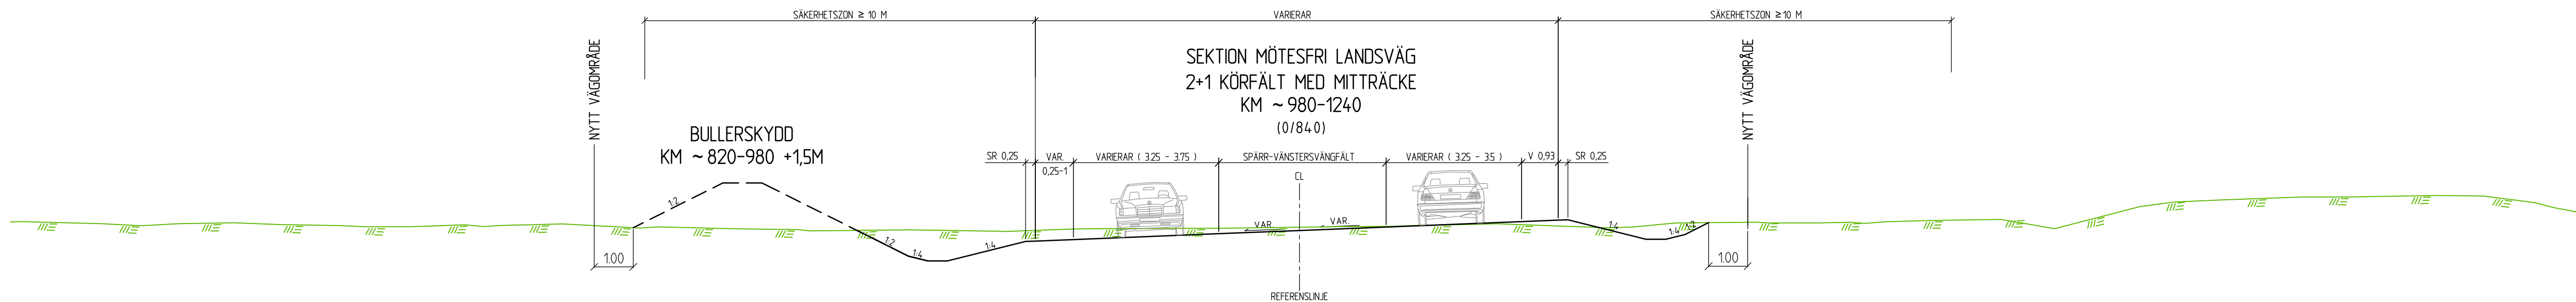 SÄKERHETSZON ≥ 10 M
VARIERAR
SÄKERHETSZON ≥ 10 M
NYTT VÄGOMRÅDE
SEKTION MÖTESFRI LANDSVÄG
2+1 KÖRFÄLT MED MITTRÄCKE
KM ~980-1240
(0/840)
NYTT VÄGOMRÅDE
BULLERSKYDD
KM ~820-980 +1,5M
SR 0,25
VAR.
0,25-1
VARIERAR ( 3.25 - 3.75 )
SPÄRR-VÄNSTERSVÄNGFÄLT
VARIERAR ( 3.25 - 3.5 )
V 0,93
SR 0,25
CL
1:2
1:2
1:4
1:4
VAR.
VAR.
1:4
1:4
1:2
1.00
1.00
REFERENSLINJE